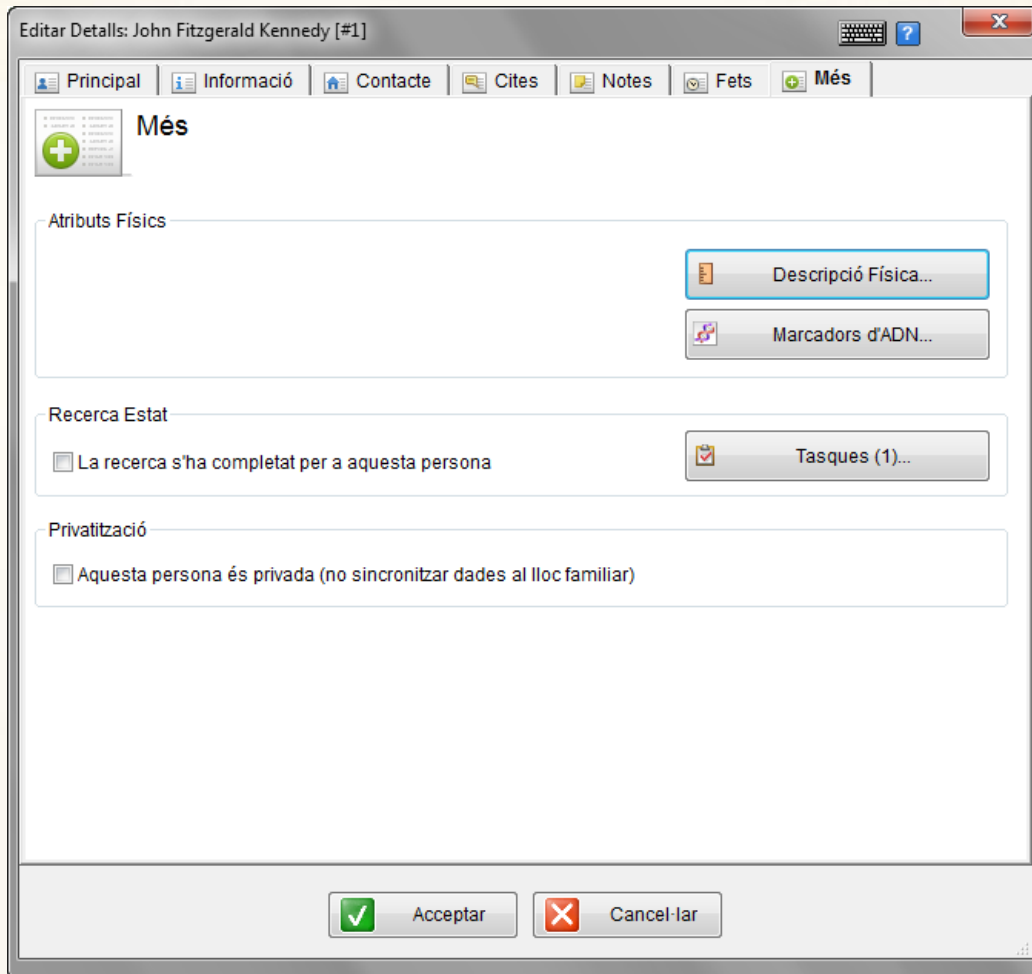 Editar Detalls: John Fitzgerald Kennedy [#1]
Principal Informació Contacte Cites Notes Fets Més
Més
Atributs Físics
Descripció Física...
Marcadors d'ADN...
Recerca Estat
La recerca s'ha completat per a aquesta persona
Tasques (1)...
Privatització
Aquesta persona és privada (no sincronitzar dades al lloc familiar)
Acceptar Cancel·lar